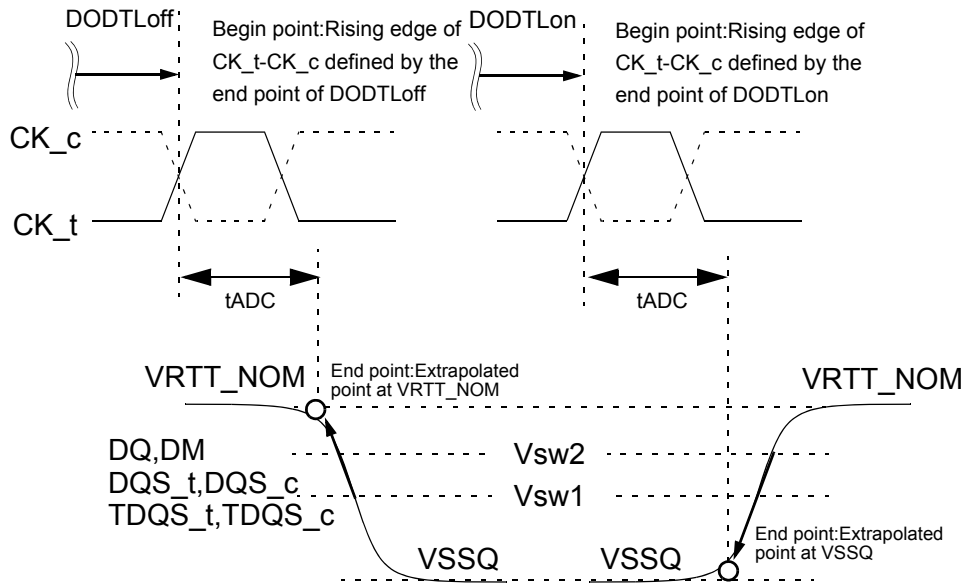 DODTLoff
Begin point:Rising edge of
CK_t-CK_c defined by the
end point of DODTLoff
DODTLon
Begin point:Rising edge of
CK_t-CK_c defined by the
end point of DODTLon
CK_c
CK_t
tADC
tADC
VRTT_NOM
End point:Extrapolated
point at VRTT_NOM
VRTT_NOM
DQ,DM
DQS_t,DQS_c
TDQS_t,TDQS_c
Vsw2
Vsw1
VSSQ
VSSQ
End point:Extrapolated
point at VSSQ